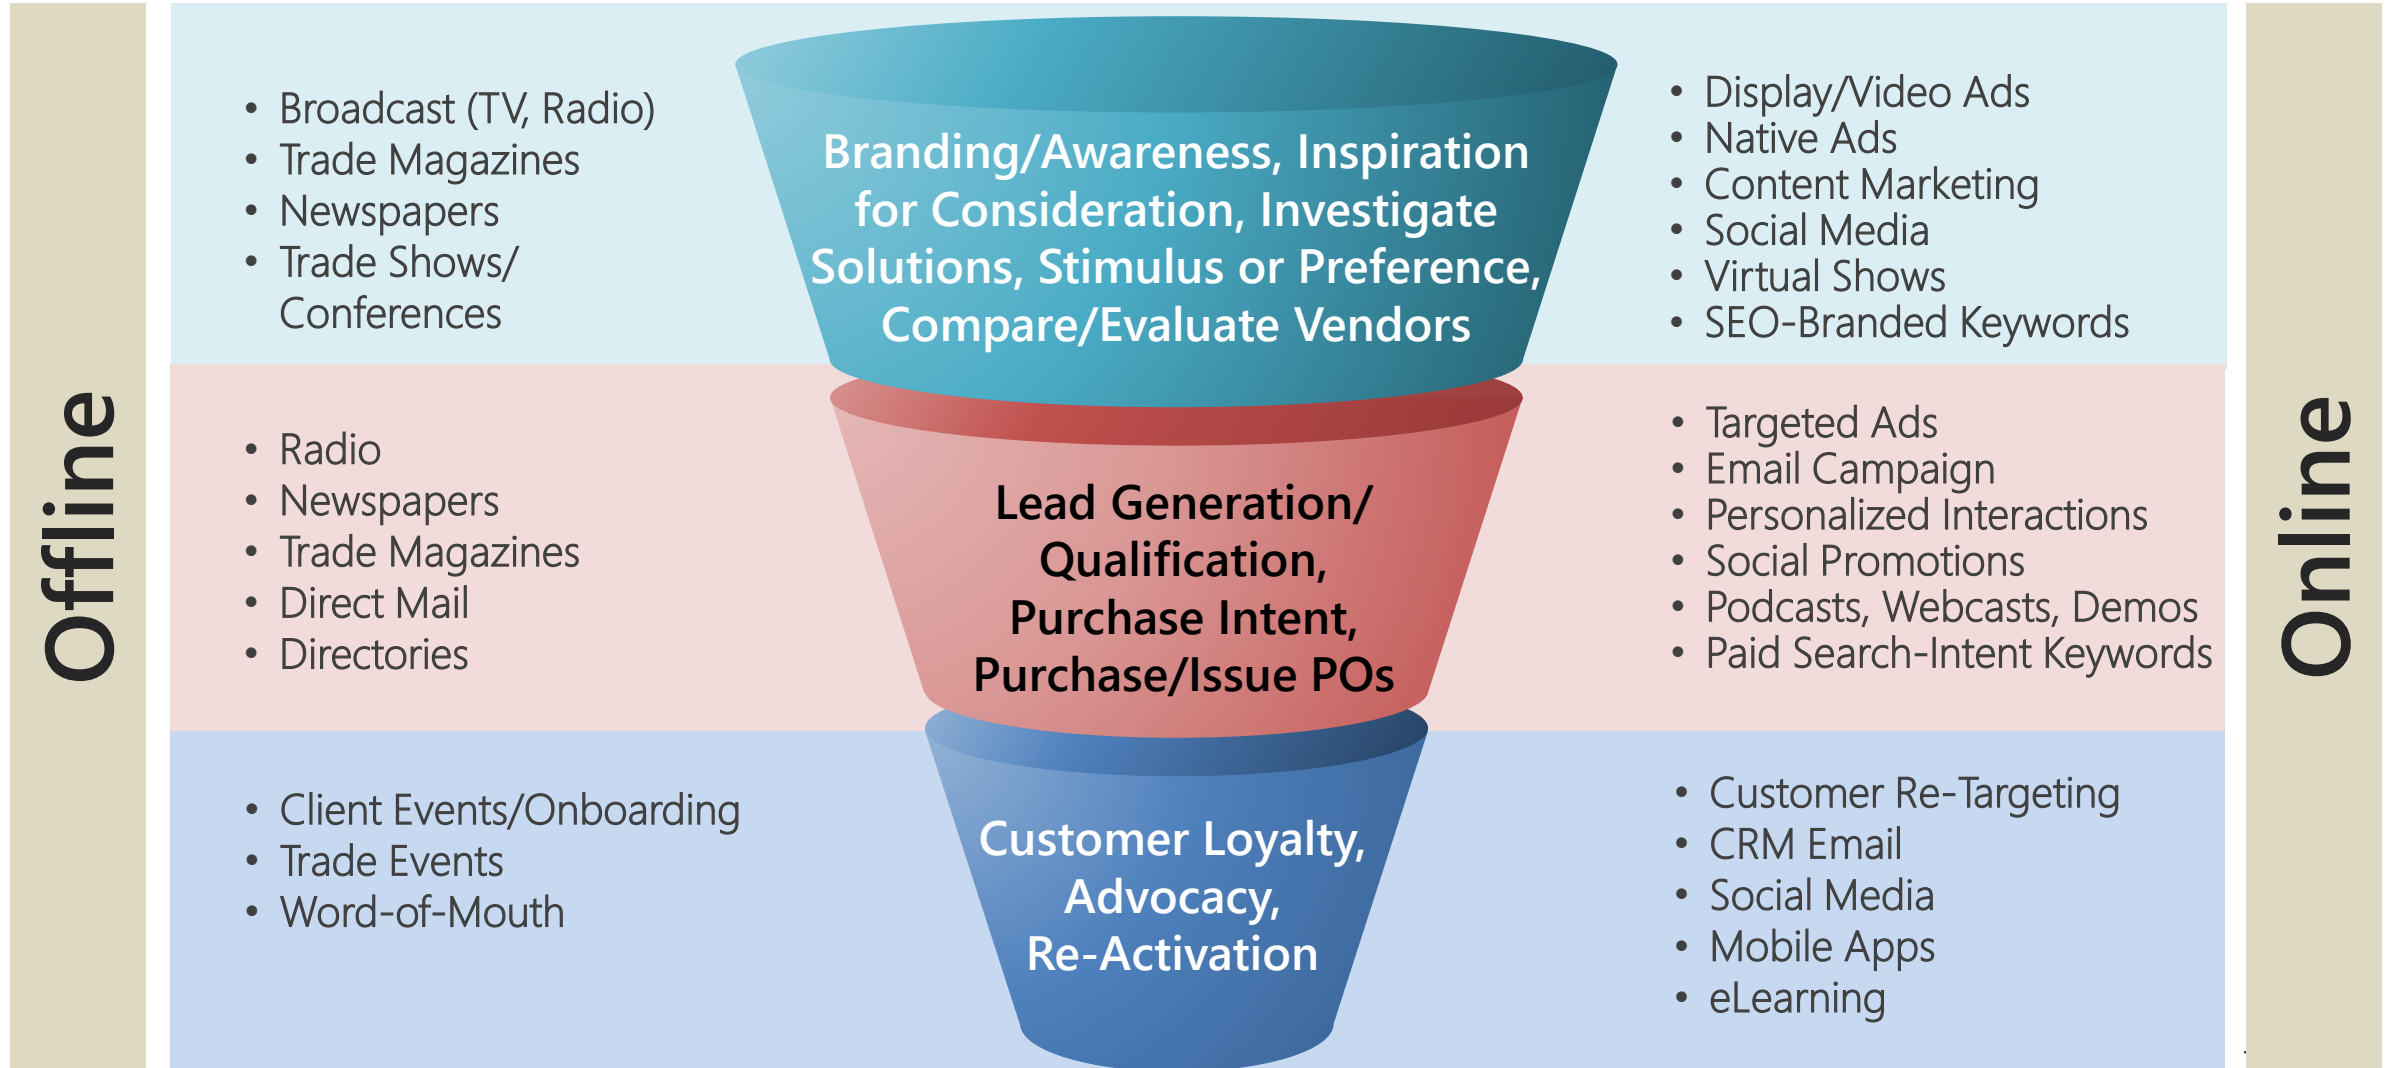 Offline
• Broadcast (TV, Radio)
• Trade Magazines
• Newspapers
• Trade Shows/
Conferences
Branding/Awareness, Inspiration
for Consideration, Investigate
Solutions, Stimulus or Preference,
Compare/Evaluate Vendors
• Display/Video Ads
• Native Ads
• Content Marketing
• Social Media
• Virtual Shows
• SEO-Branded Keywords
• Radio
• Newspapers
• Trade Magazines
• Direct Mail
• Directories
Lead Generation/
Qualification,
Purchase Intent,
Purchase/Issue POs
• Targeted Ads
• Email Campaign
• Personalized Interactions
• Social Promotions
• Podcasts, Webcasts, Demos
• Paid Search-Intent Keywords
• Client Events/Onboarding
• Trade Events
• Word-of-Mouth
Customer Loyalty,
Advocacy,
Re-Activation
• Customer Re-Targeting
• CRM Email
• Social Media
• Mobile Apps
• eLearning
Online